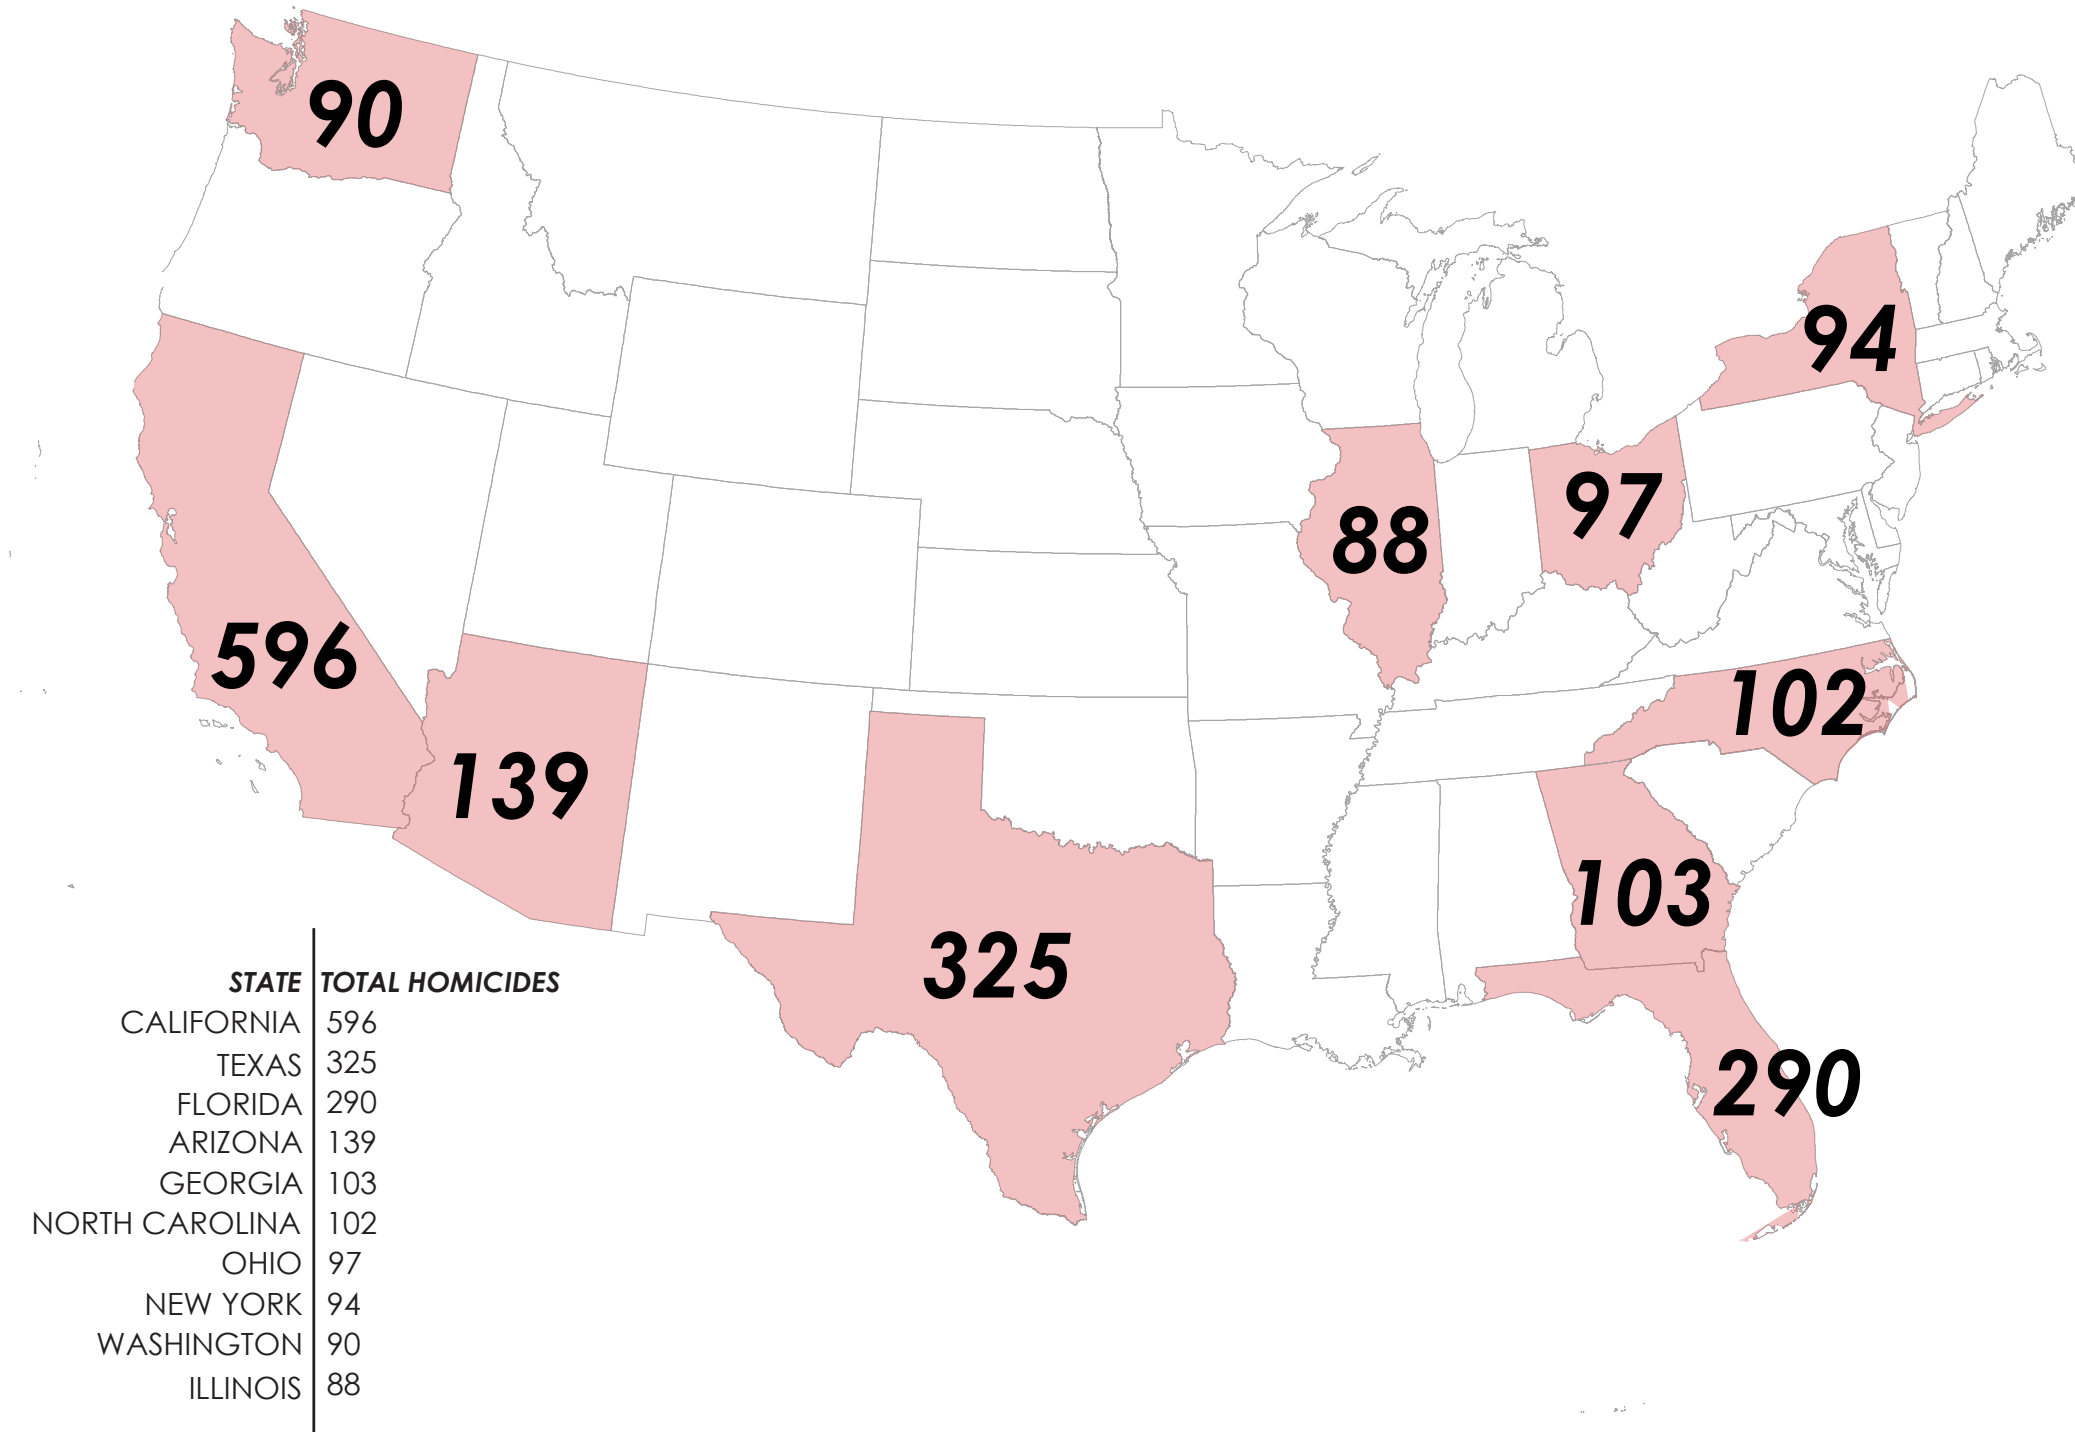 90
94
97
88
596
102
139
103
325
290
STATE TOTAL HOMICIDES
CALIFORNIA 596
TEXAS 325
FLORIDA 290
ARIZONA 139
GEORGIA 103
NORTH CAROLINA 102
OHIO 97
NEW YORK 94
WASHINGTON 90
ILLINOIS 88